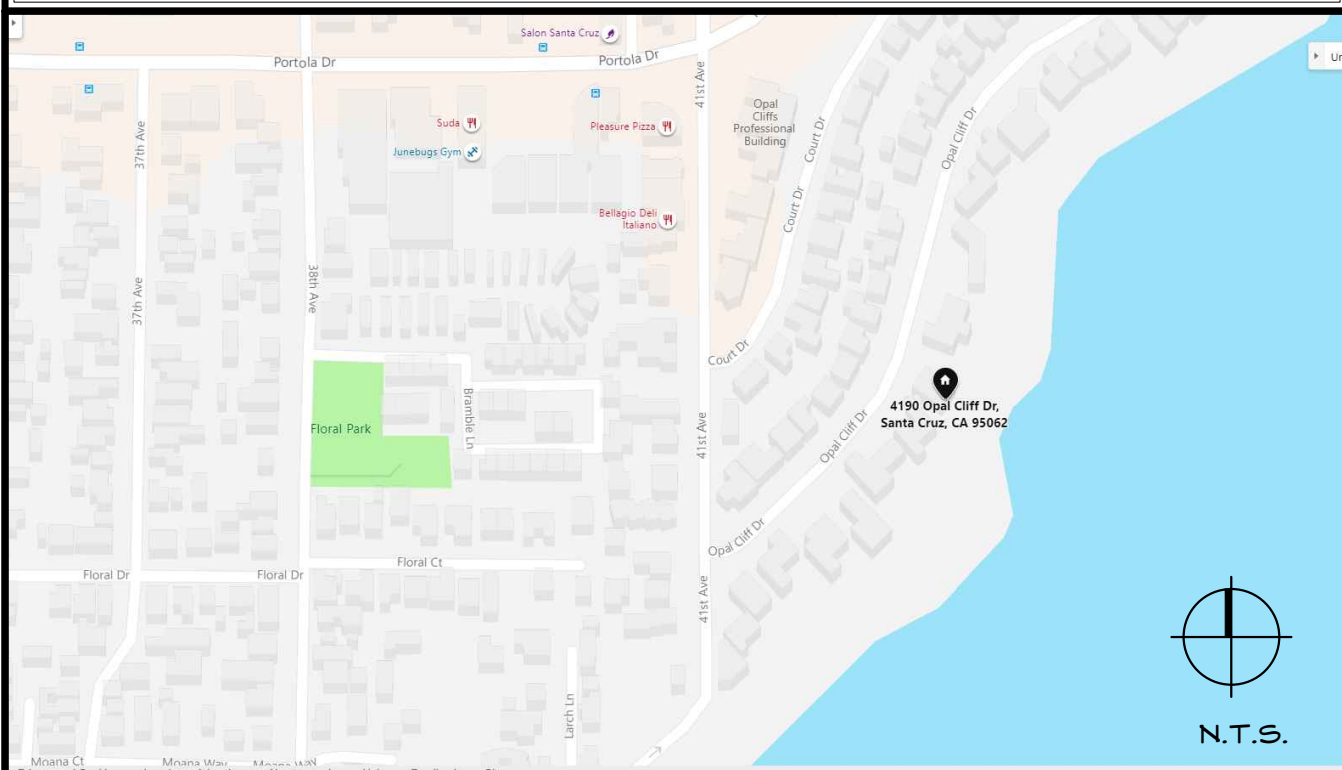 Salon Santa Cruz
Portola Dr
Portola Dr
Ur
41st Ave
Opal
Cliffs
Professional
Building
Suda
Pleasure Pizza
37th Ave
Junebugs Gym
Court Dr
Opal Cliff Dr
Bellagio Deli
Italiano
Court Dr
38th Ave
37th Ave
Court Dr
Bramble Ln
4190 Opal Cliff Dr,
Santa Cruz, CA 95062
Floral Park
41st Ave
Opal Cliff Dr
Opal Cliff Dr
Floral Ct
Floral Dr
Floral Dr
41st Ave
Larch Ln
N.T.S.
Moana Ct
Moana Way
Moana Way